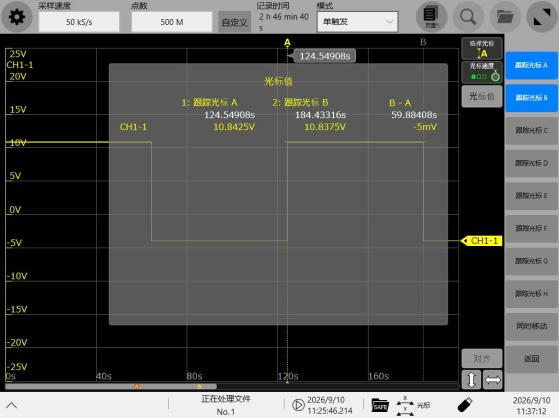 采样速度
点数
记录时间
模式
50 kS/s
500 M
自定义
2 h 46 min 40
s
单触发
页面1
25V
CH1-1
20V
15V
10V
5V
0V
-5V
-10V
-15V
-20V
-25V
A
B
124.54908s
光标值
1: 跟踪光标 A
2: 跟踪光标 B
B - A
124.54908s
184.43316s
59.88408s
CH1-1
10.8425V
10.8375V
-5mV
CH1-1
0s
40s
80s
120s
160s
选择光标
A
光标速度
光标值
对齐
跟踪光标 A
跟踪光标 B
跟踪光标 C
跟踪光标 D
跟踪光标 E
跟踪光标 F
跟踪光标 G
跟踪光标 H
同时移动
返回
正在处理文件
No. 1
2026/9/10
11:25:46.214
SAFE
X
Y
光标
2026/9/10
11:37:12